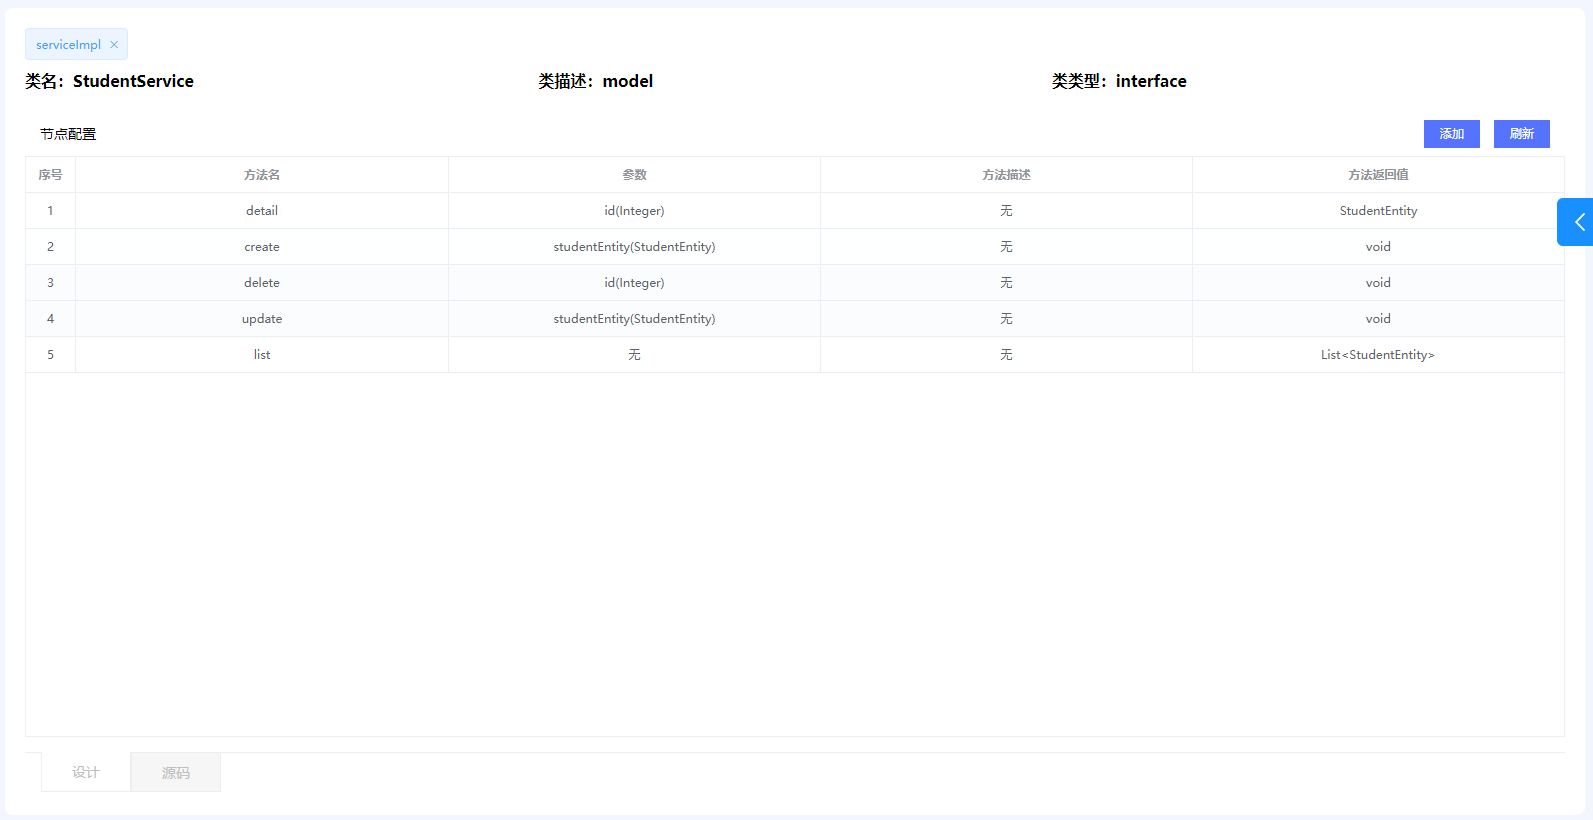 serviceImpl ×
类名：StudentService 类描述：model 类类型：interface
节点配置 添加 刷新
序号 方法名 参数 方法描述 方法返回值
1 detail id(Integer) 无 StudentEntity
2 create studentEntity(StudentEntity) 无 void
3 delete id(Integer) 无 void
4 update studentEntity(StudentEntity) 无 void
5 list 无 无 List<StudentEntity>
设计 源码